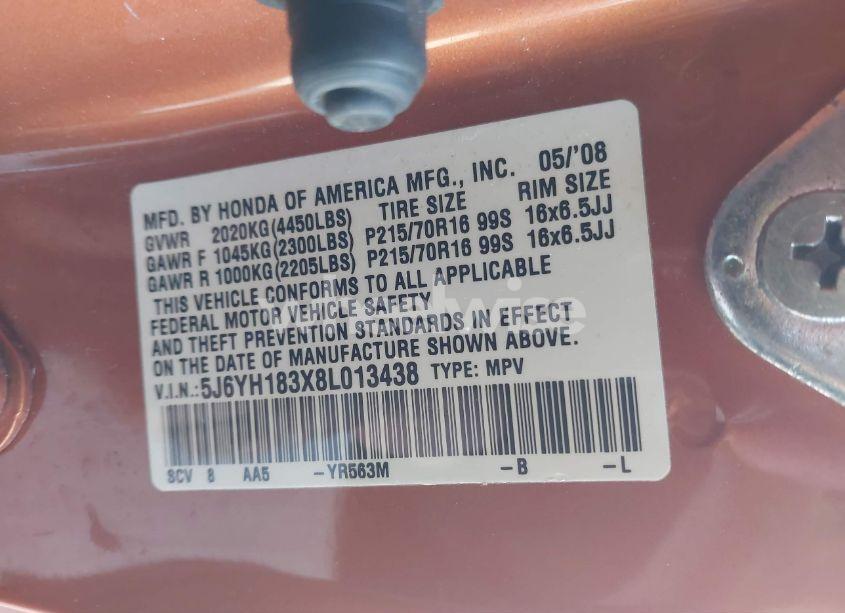 MFD. BY HONDA OF AMERICA MFG., INC. 05/'08
GVWR 2020KG(4450LBS) TIRE SIZE RIM SIZE
GAWR F 1045KG(2300LBS) P215/70R16 99S 16x6.5JJ
GAWR R 1000KG(2205LBS) P215/70R16 99S 16x6.5JJ
THIS VEHICLE CONFORMS TO ALL APPLICABLE
FEDERAL MOTOR VEHICLE SAFETY
AND THEFT PREVENTION STANDARDS IN EFFECT
ON THE DATE OF MANUFACTURE SHOWN ABOVE.
V.I.N.:5J6YH183X8L013438 TYPE: MPV
SCV 8 AA5 -YR563M -B -L